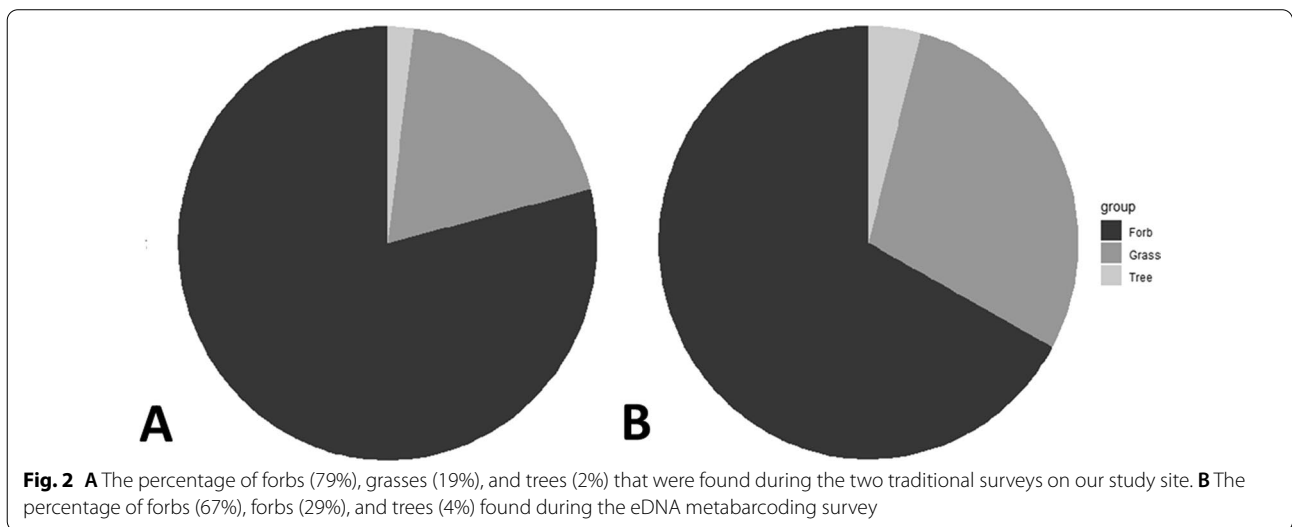 group
Forb
Grass
Tree
A
B
Fig. 2 A The percentage of forbs (79%), grasses (19%), and trees (2%) that were found during the two traditional surveys on our study site. B The
percentage of forbs (67%), forbs (29%), and trees (4%) found during the eDNA metabarcoding survey